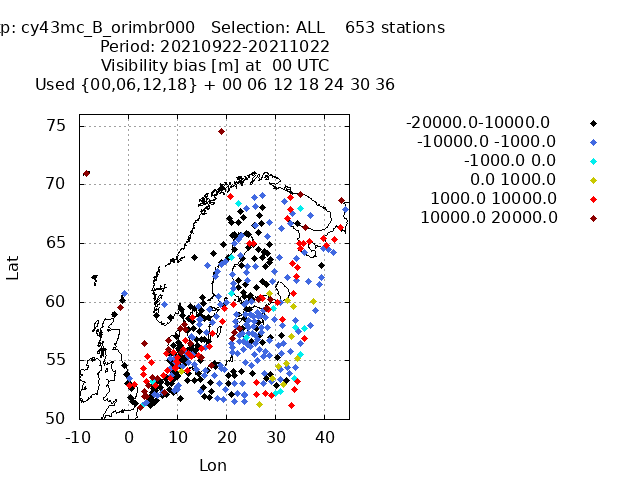 p: cy43mc_B_orimbr000 Selection: ALL 653 stations
Period: 20210922-20211022
Visibility bias [m] at 00 UTC
Used {00,06,12,18} + 00 06 12 18 24 30 36
-20000.0-10000.0
-10000.0 -1000.0
-1000.0 0.0
0.0 1000.0
1000.0 10000.0
10000.0 20000.0
75
70
65
60
55
50
Lat
-10 0 10 20 30 40
Lon